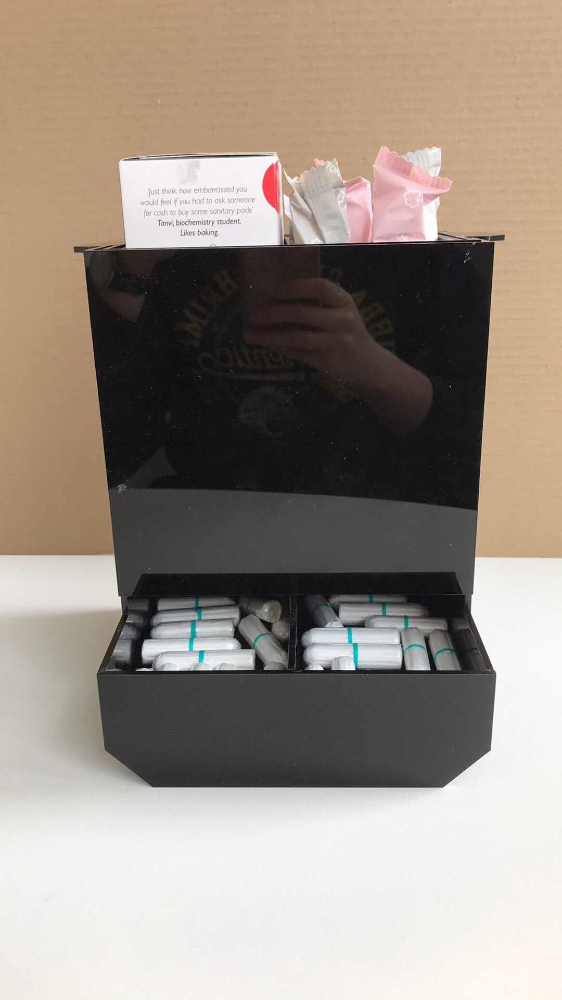 'Just think how embarrassed you
would feel if you had to ask someone
for cash to buy some sanitary pads'
Tanvi, biochemistry student.
Likes baking.